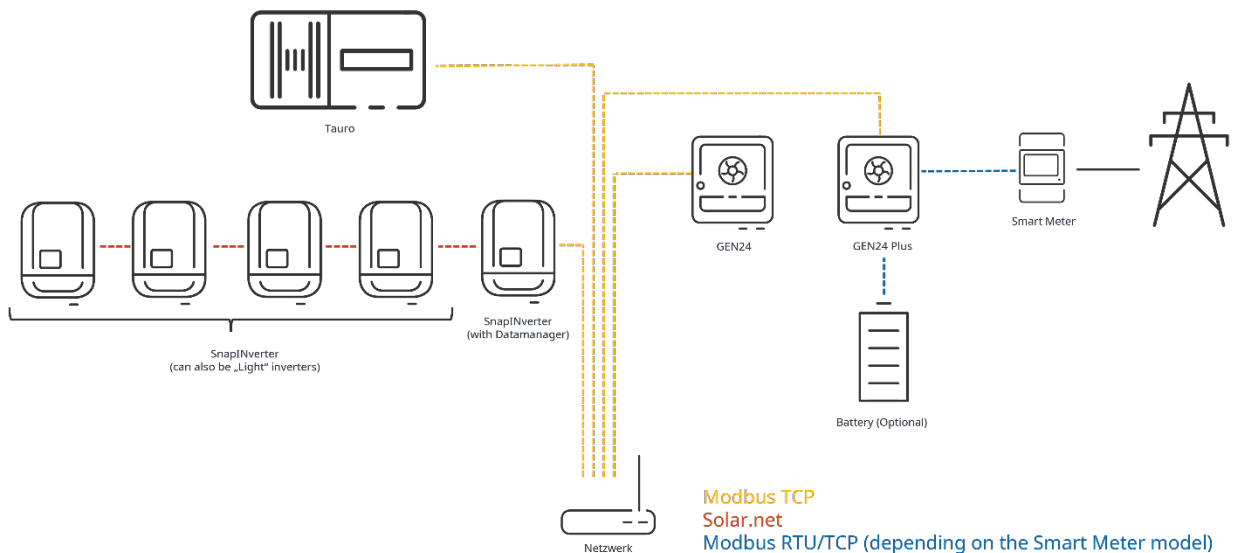 Tauro
GEN24
GEN24 Plus
Smart Meter
SnapINverter
(with Datamanager)
SnapINverter
(can also be „Light“ inverters)
Battery (Optional)
Netzwerk
Modbus TCP
Solar.net
Modbus RTU/TCP (depending on the Smart Meter model)